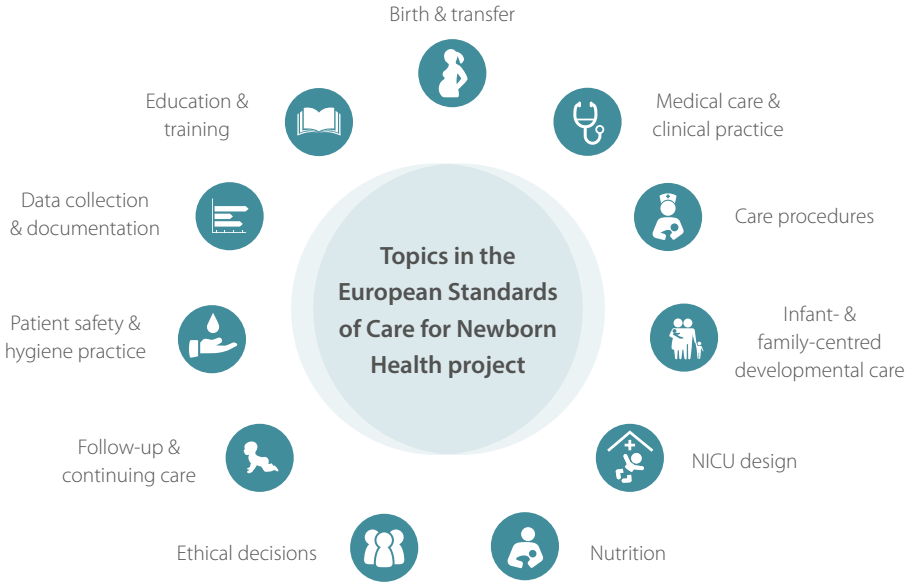 Birth & transfer
Medical care &
clinical practice
Care procedures
Infant- &
family-centred
developmental care
NICU design
Nutrition
Ethical decisions
Follow-up &
continuing care
Patient safety &
hygiene practice
Data collection
& documentation
Education &
training
Topics in the
European Standards
of Care for Newborn
Health project